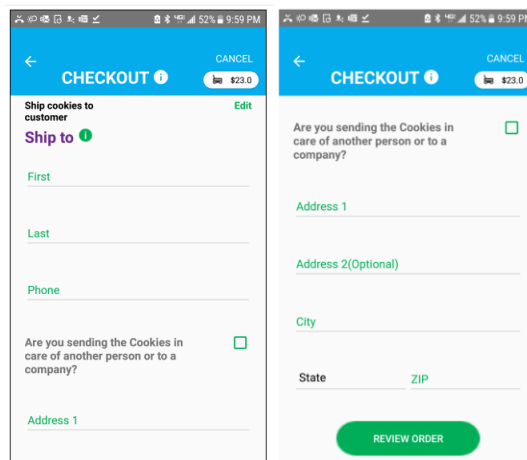 52% 9:59 PM
CANCEL
CHECKOUT
$23.0
Ship cookies to
customer
Edit
Ship to
First
Last
Phone
Are you sending the Cookies in
care of another person or to a
company?
Address 1
52% 9:59 PM
CANCEL
CHECKOUT
$23.0
Are you sending the Cookies in
care of another person or to a
company?
Address 1
Address 2(Optional)
City
State ZIP
REVIEW ORDER